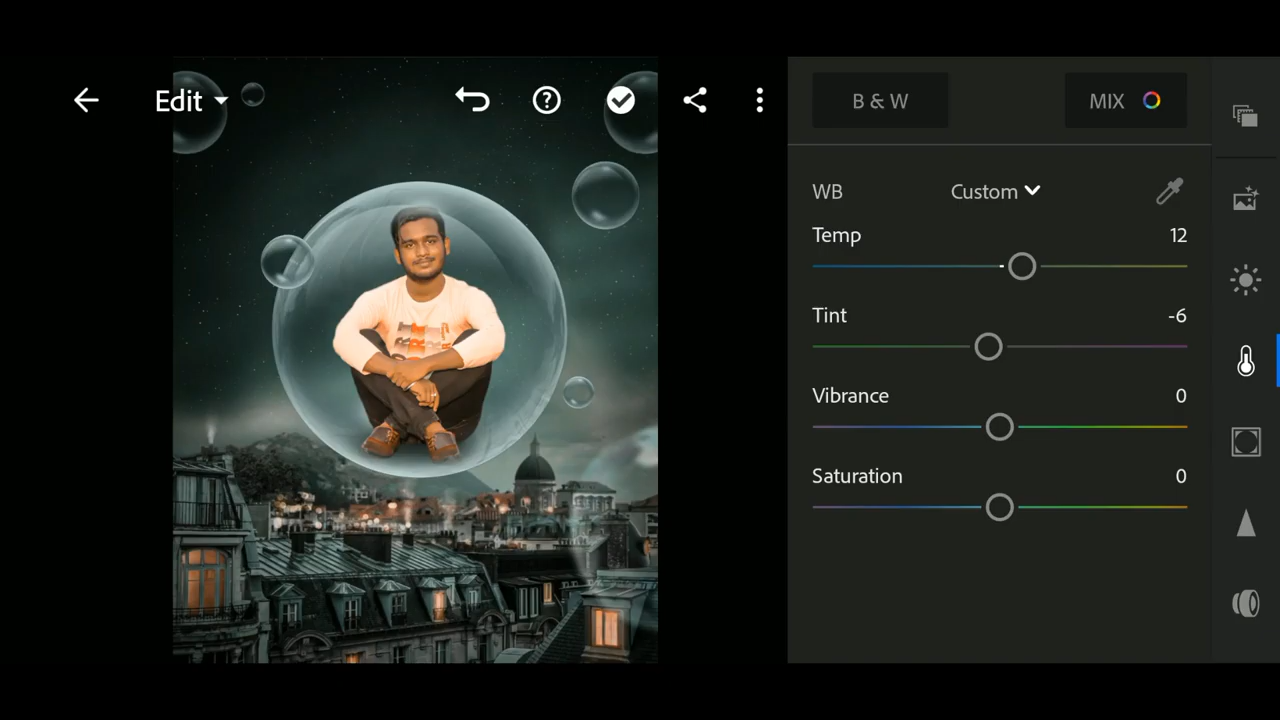 Edit
B & W
MIX
WB
Custom
Temp
12
Tint
-6
Vibrance
0
Saturation
0